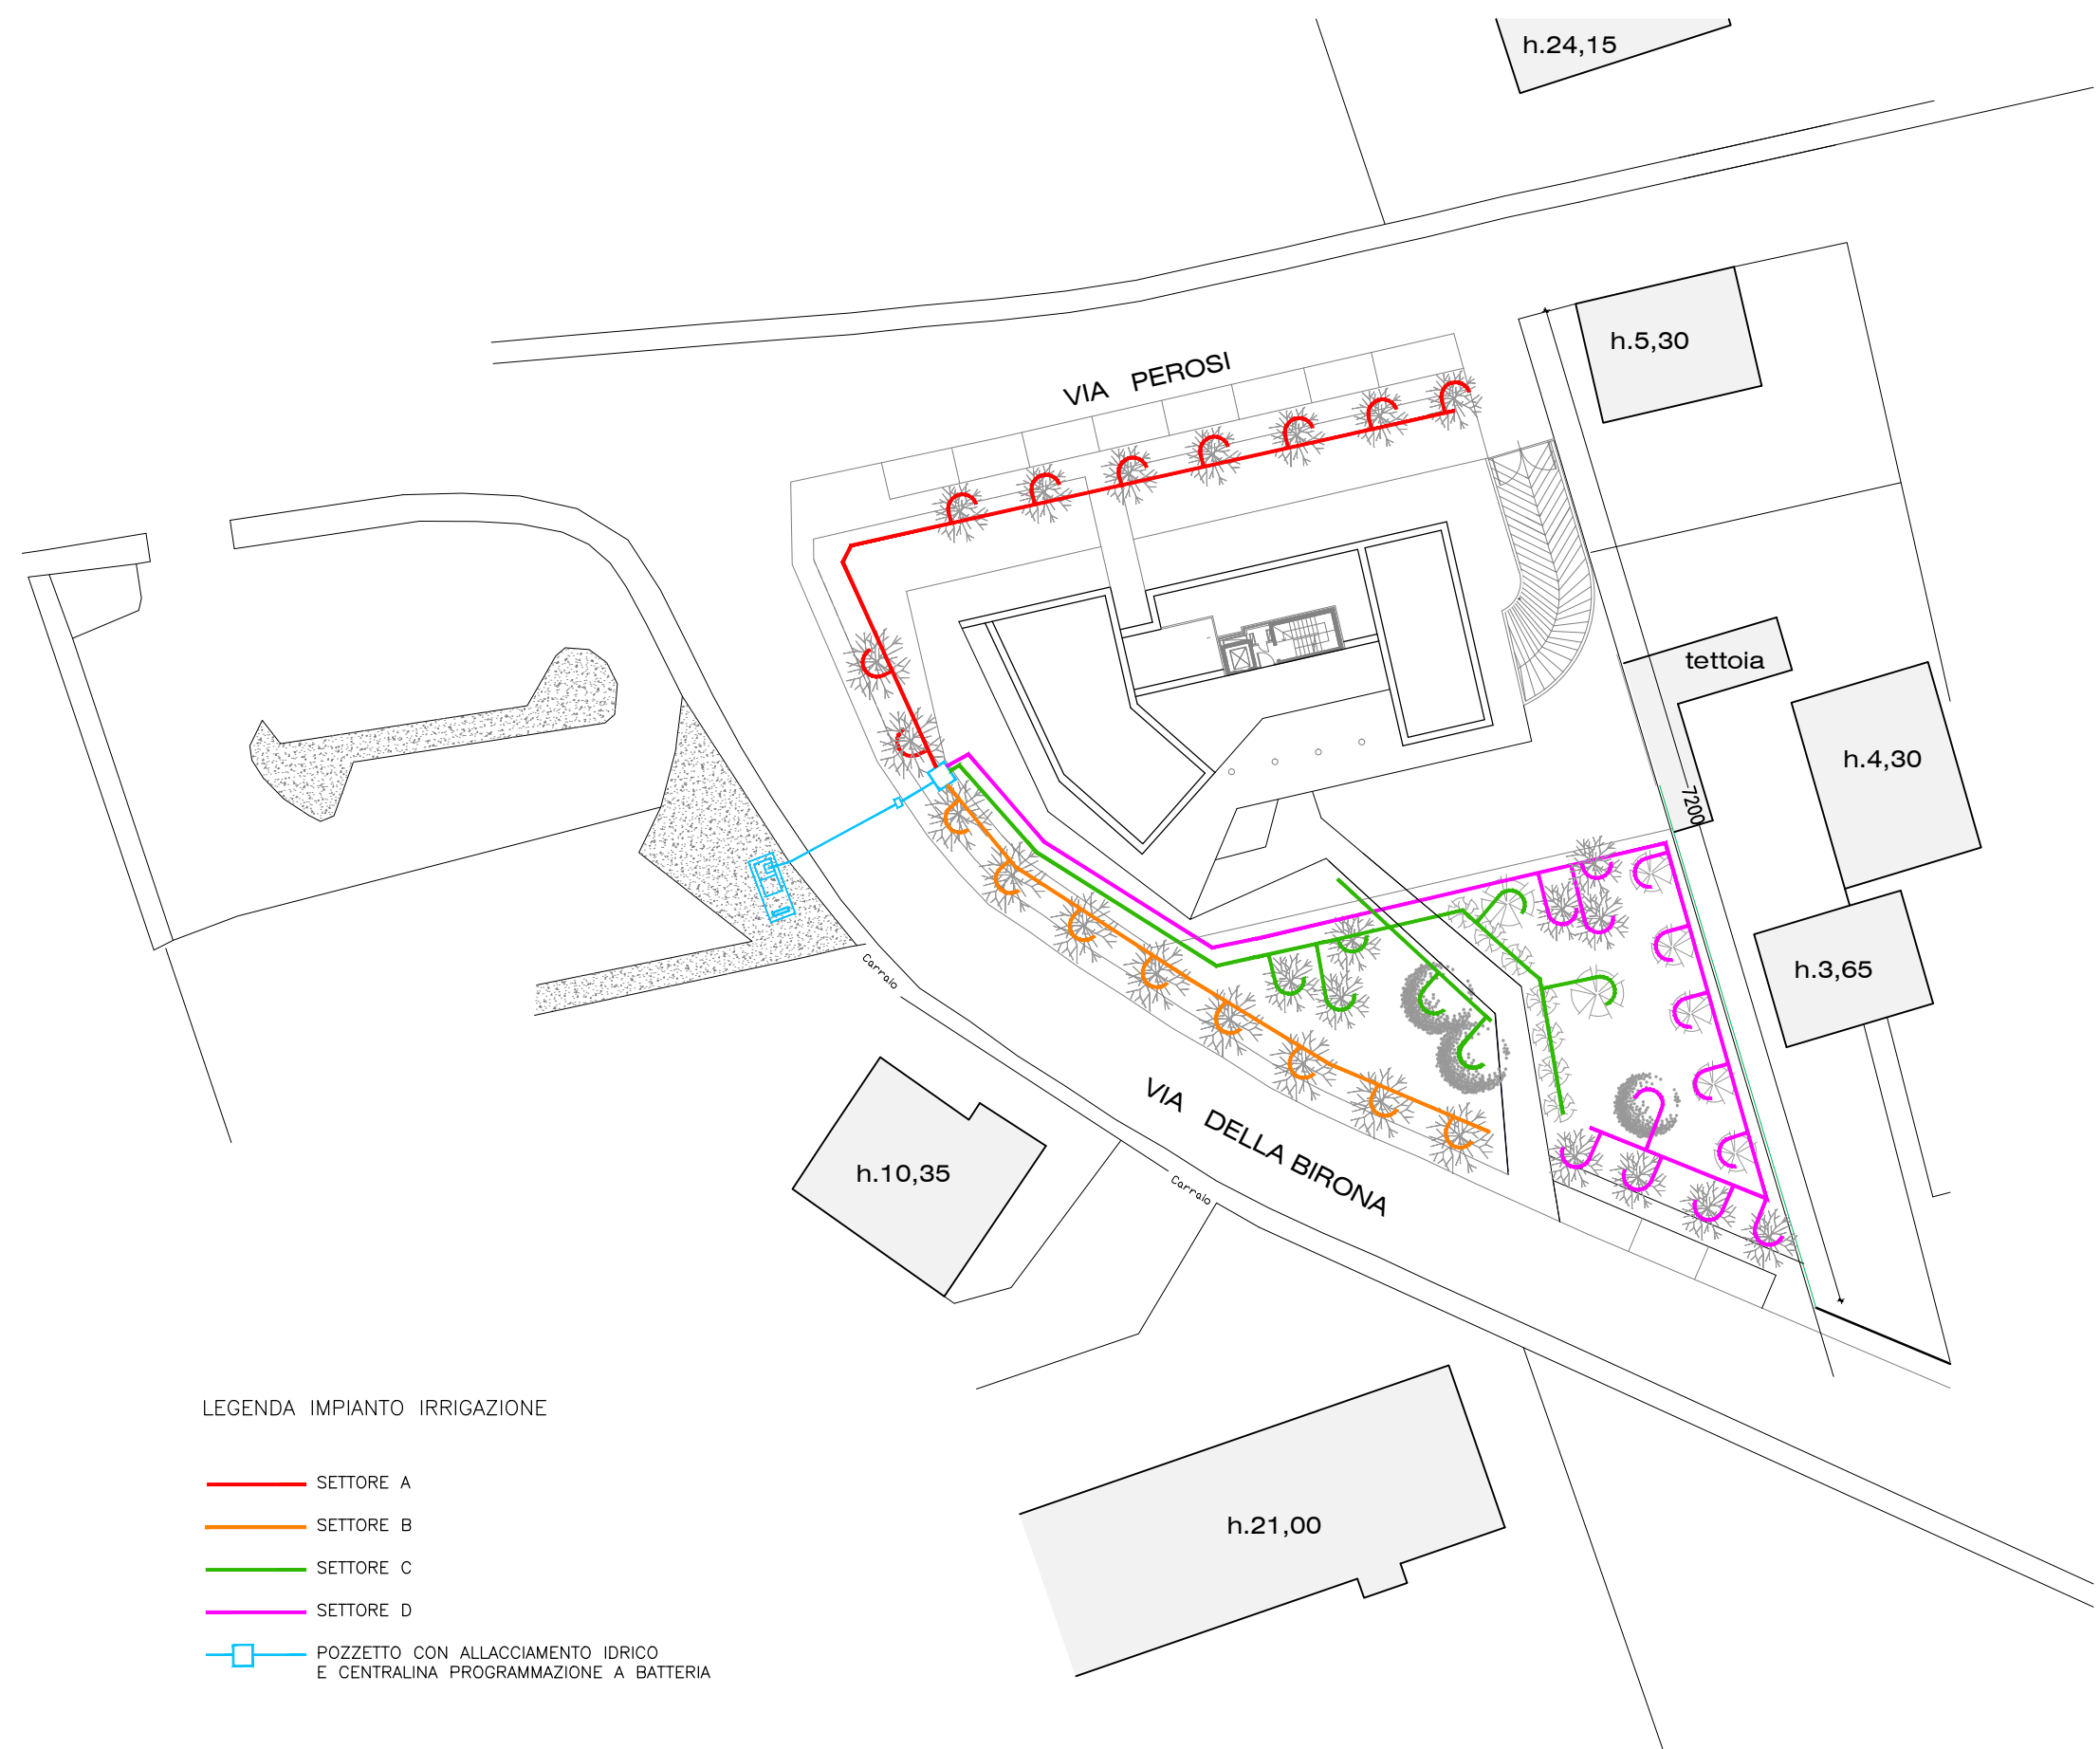 h.24,15
VIA PEROSI
h.5,30
tettoia
h.4,30
7200
h.3,65
Carraio
VIA DELLA BIRONA
h.10,35
Carraio
LEGENDA IMPIANTO IRRIGAZIONE
SETTORE A
SETTORE B
SETTORE C
SETTORE D
POZZETTO CON ALLACCIAMENTO IDRICO
E CENTRALINA PROGRAMMAZIONE A BATTERIA
h.21,00